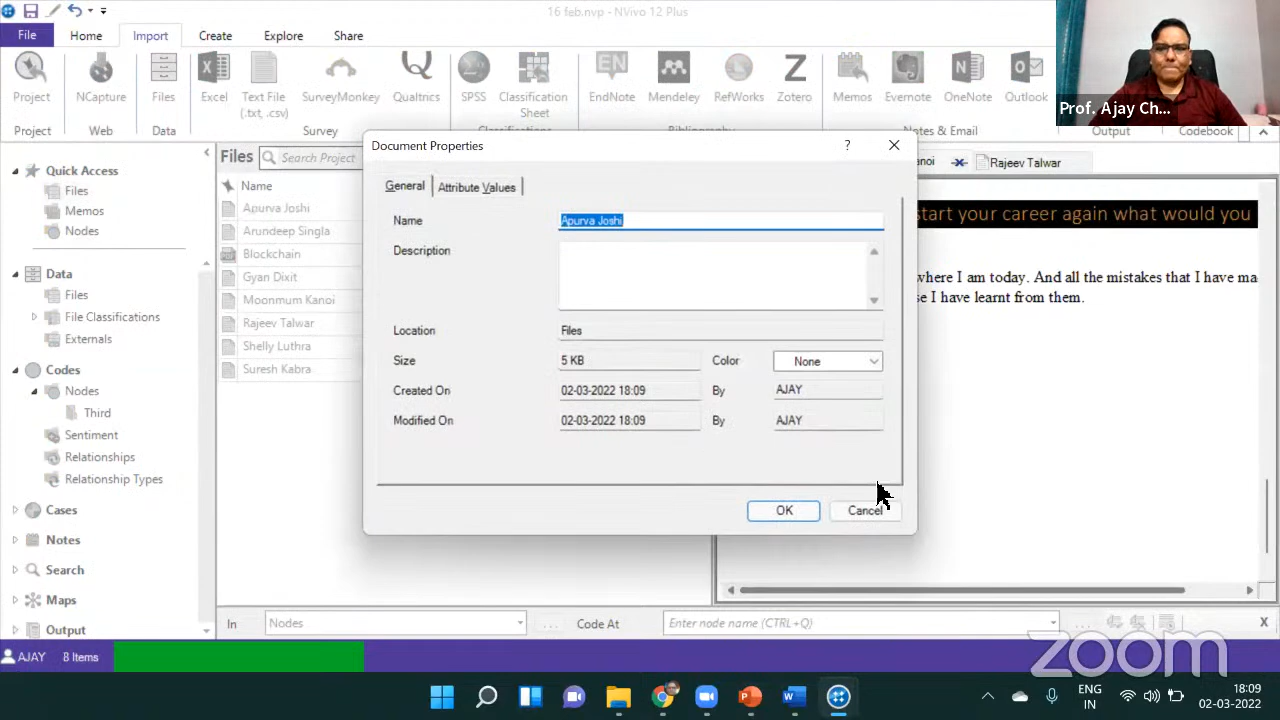 16 feb.nvp - NVivo 12 Plus
File Home Import Create Explore Share
EN N Z N O
Project NCapture Files Excel Text File (.txt, .csv) SurveyMonkey Qualtrics SPSS Classification Sheet EndNote Mendeley RefWorks Zotero Memos Evernote OneNote Outlook
Prof. Ajay Ch...
Project Web Data Survey Notes & Email Output Codebook
Document Properties ? ×
Quick Access
Files
Memos
Nodes
Data
Files
File Classifications
Externals
Codes
Nodes
Third
Sentiment
Relationships
Relationship Types
Cases
Notes
Search
Maps
Output
Files Search Project
Name
Apurva Joshi
Arundeep Singla
Blockchain
Gyan Dixit
Moonmum Kanoi
Rajeev Talwar
Shelly Luthra
Suresh Kabra
General Attribute Values
Name Apurva Joshi
Description
Location Files
Size 5 KB Color None
Created On 02-03-2022 18:09 By AJAY
Modified On 02-03-2022 18:09 By AJAY
OK Cancel
anoi Rajeev Talwar
start your career again what would you
where I am today. And all the mistakes that I have ma
se I have learnt from them.
In Nodes ... Code At Enter node name (CTRL+Q) ... X
AJAY 8 Items
zoom
ENG
IN
18:09
02-03-2022